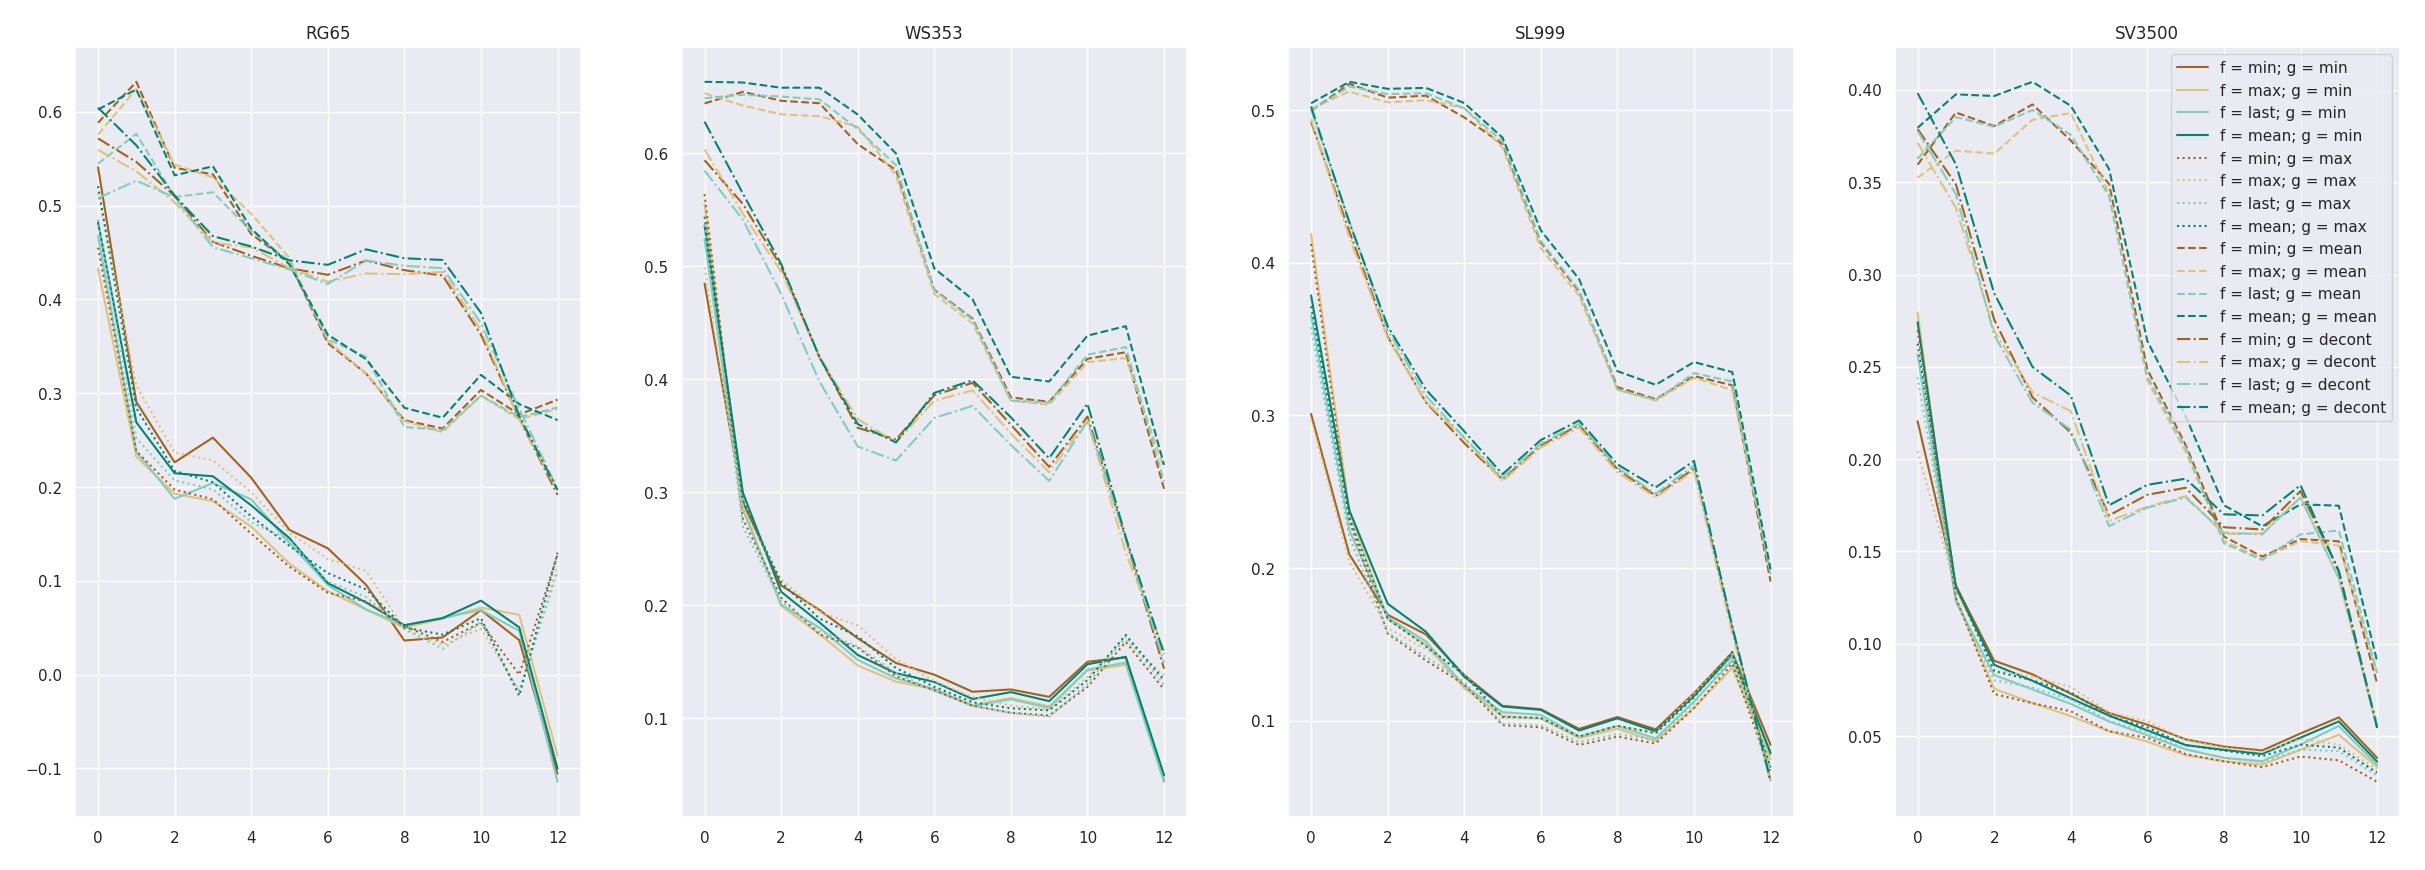 RG65
0.6
0.5
0.4
0.3
0.2
0.1
0.0
−0.1
0 2 4 6 8 10 12
WS353
0.6
0.5
0.4
0.3
0.2
0.1
0 2 4 6 8 10 12
SL999
0.5
0.4
0.3
0.2
0.1
0 2 4 6 8 10 12
SV3500
0.40
0.35
0.30
0.25
0.20
0.15
0.10
0.05
0 2 4 6 8 10 12
f = min; g = min
f = max; g = min
f = last; g = min
f = mean; g = min
f = min; g = max
f = max; g = max
f = last; g = max
f = mean; g = max
f = min; g = mean
f = max; g = mean
f = last; g = mean
f = mean; g = mean
f = min; g = decont
f = max; g = decont
f = last; g = decont
f = mean; g = decont